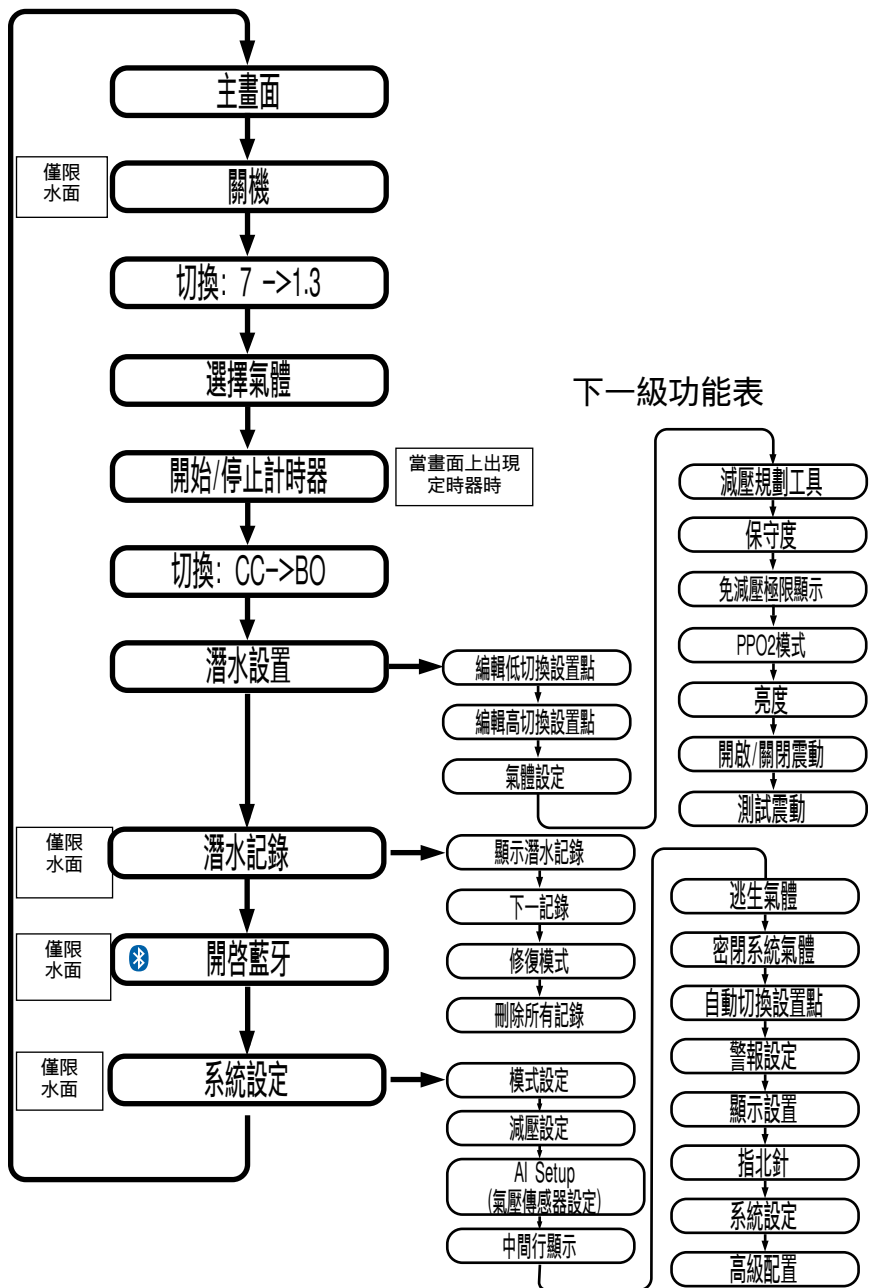 主畫面
僅限
水面
關機
切換: 7 ->1.3
選擇氣體
開始/停止計時器
當畫面上出現
定時器時
切換: CC->BO
潛水設置
編輯低切換設置點
編輯高切換設置點
氣體設定
下一級功能表
減壓規劃工具
保守度
免減壓極限顯示
PPO2模式
亮度
開啟/關閉震動
測試震動
僅限
水面
潛水記錄
顯示潛水記錄
下一記錄
修復模式
刪除所有記錄
僅限
水面
開啓藍牙
僅限
水面
系統設定
模式設定
減壓設定
AI Setup
(氣壓傳感器設定)
中間行顯示
逃生氣體
密閉系統氣體
自動切換設置點
警報設定
顯示設置
指北針
系統設定
高級配置